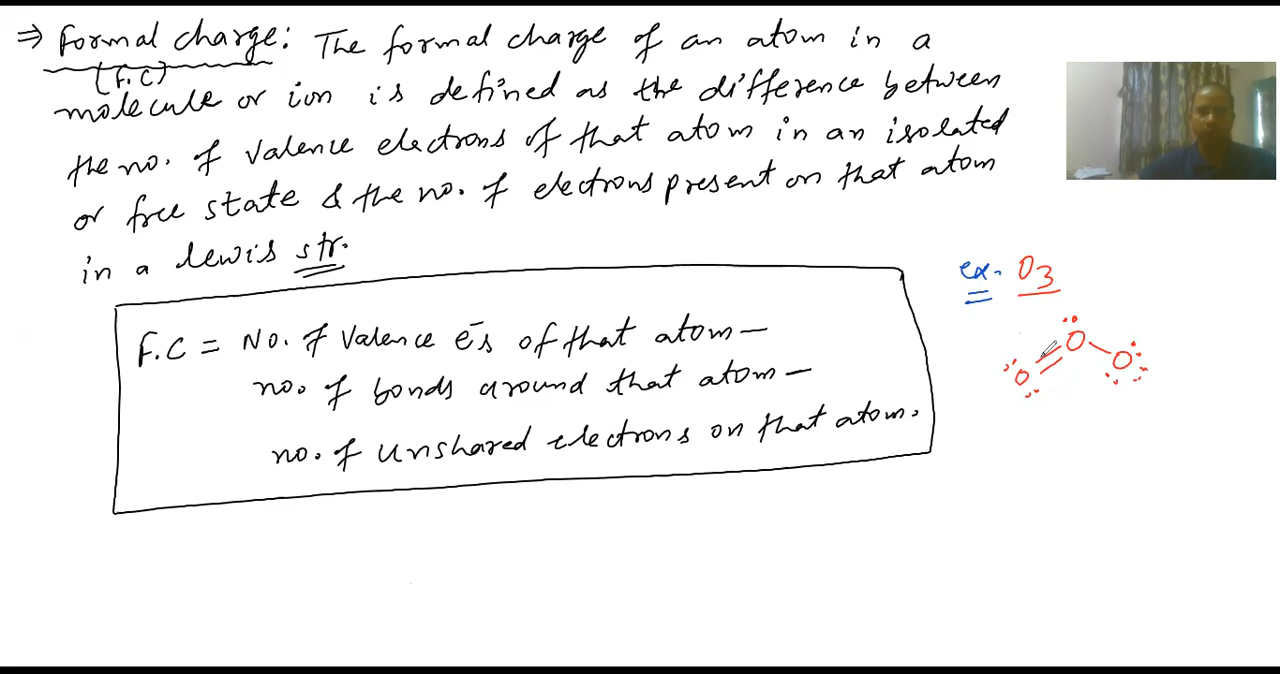 ⇒ Formal charge: The formal charge of an atom in a
(F.C)
molecule or ion is defined as the difference between
the no. of valence electrons of that atom in an isolated
or free state & the no. of electrons present on that atom
in a lewis str.
ex. O3
F.C = No. of valence e⁻s of that atom —
no. of bonds around that atom —
no. of unshared electrons on that atom.
O
O O